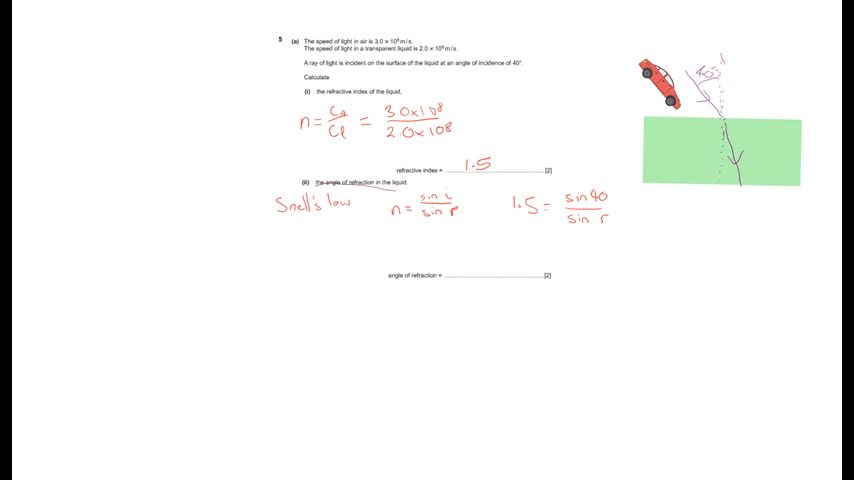 5 (a) The speed of light in air is 3.0 × 10⁸ m/s.
The speed of light in a transparent liquid is 2.0 × 10⁸ m/s.
A ray of light is incident on the surface of the liquid at an angle of incidence of 40°.
Calculate
(i) the refractive index of the liquid,
n = Ca/Cl = 3.0x10⁸/2.0x10⁸
refractive index = 1.5 [2]
(ii) the angle of refraction in the liquid.
Snell's law n = sin i/sin r 1.5 = sin 40/sin r
angle of refraction = [2]
40°